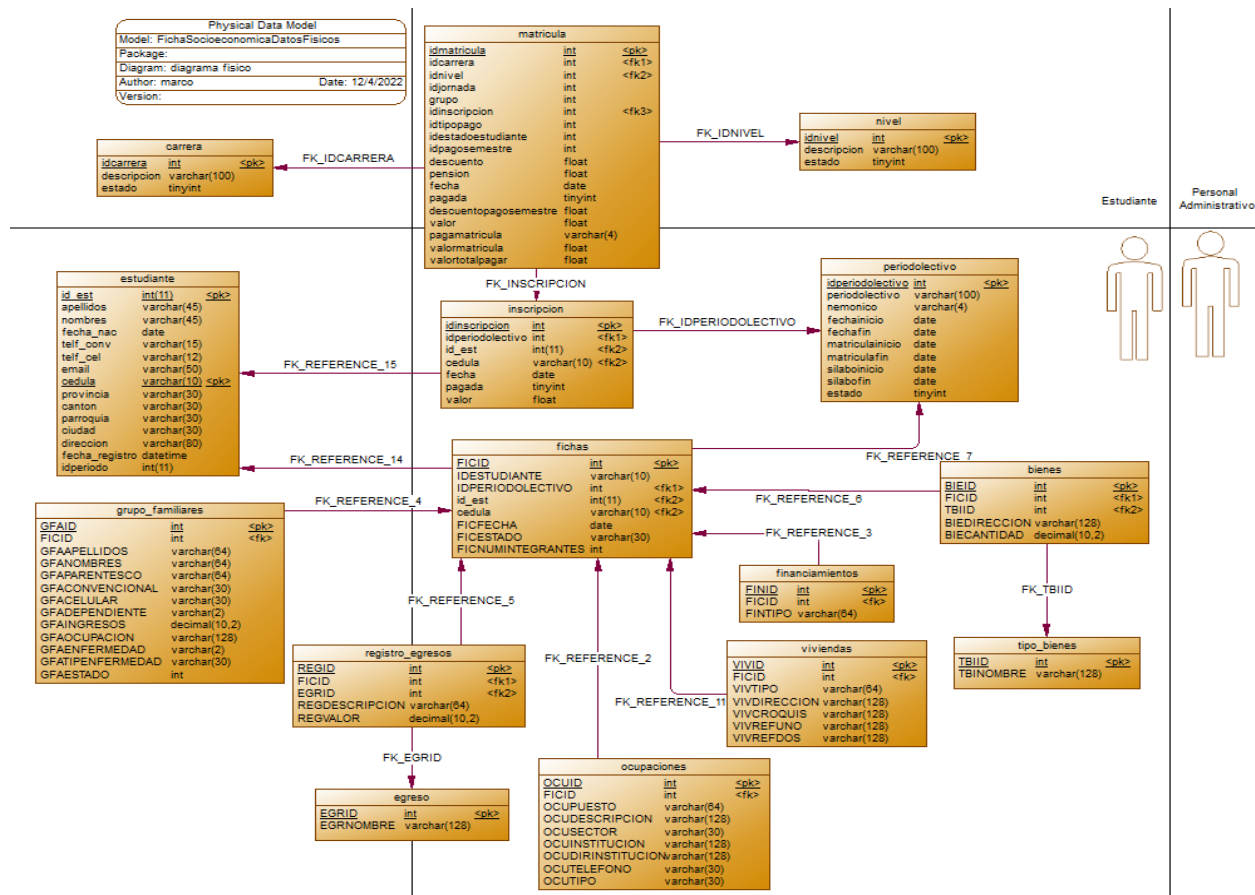 Physical Data Model
Model: FichaSocioeconomicaDatosFisicos
Package:
Diagram: diagrama fisico
Author: marco Date: 12/4/2022
Version:
matricula
idmatricula int <pk>
idcarrera int <fk1>
idnivel int <fk2>
idjornada int
grupo int
idinscripcion int <fk3>
idtipopago int
idestadoestudiante int
idpagosemestre int
descuento float
pension float
fecha date
pagada tinyint
descuentopagosemestre float
valor float
pagamatricula varchar(4)
valormatricula float
valortotalpagar float
FK_IDNIVEL
nivel
idnivel int <pk>
descripcion varchar(100)
estado tinyint
FK_IDCARRERA
carrera
idcarrera int <pk>
descripcion varchar(100)
estado tinyint
Estudiante
Personal
Administrativo
FK_INSCRIPCION
estudiante
id_est int(11) <pk>
apellidos varchar(45)
nombres varchar(45)
fecha_nac date
telf_conv varchar(15)
telf_cel varchar(12)
email varchar(50)
cedula varchar(10) <pk>
provincia varchar(30)
canton varchar(30)
parroquia varchar(30)
ciudad varchar(30)
direccion varchar(80)
fecha_registro datetime
idperiodo int(11)
FK_REFERENCE_15
inscripcion
idinscripcion int <pk>
idperiodolectivo int <fk1>
id_est int(11) <fk2>
cedula varchar(10) <fk2>
fecha date
pagada tinyint
valor float
FK_IDPERIODOLECTIVO
periodolectivo
idperiodolectivo int <pk>
periodolectivo varchar(100)
nemonico varchar(4)
fechainicio date
fechafin date
matriculainicio date
matriculafin date
siloboinicio date
silabofin date
estado tinyint
FK_REFERENCE_14
fichas
FICID int <pk>
IDESTUDIANTE varchar(10)
IDPERIODOLECTIVO int <fk1>
id_est int(11) <fk2>
cedula varchar(10) <fk2>
FICFECHA date
FICESTADO varchar(30)
FICNUMINTEGRANTES int
FK_REFERENCE_7
FK_REFERENCE_4
FK_REFERENCE_6
FK_REFERENCE_3
bienes
BIEID int <pk>
FICID int <fk1>
TBIID int <fk2>
BIEDIRECCION varchar(128)
BIECANTIDAD decimal(10,2)
grupo_familiares
GFAID int <pk>
FICID int <fk>
GFAAPELLIDOS varchar(64)
GFANOMBRES varchar(64)
GFAPARENTESCO varchar(64)
GFACONVENCIONAL varchar(30)
GFACELULAR varchar(30)
GFADEPENDIENTE varchar(2)
GFAINGRESOS decimal(10,2)
GFAOCUPACION varchar(128)
GFAENFERMEDAD varchar(2)
GFATIPENFERMEDAD varchar(30)
GFAESTADO int
FK_REFERENCE_5
financiamientos
FINID int <pk>
FICID int <fk>
FINTIPO varchar(64)
FK_TBIID
tipo_bienes
TBIID int <pk>
TBINOMBRE varchar(128)
registro_egresos
REGID int <pk>
FICID int <fk1>
EGRID int <fk2>
REGDESCRIPCION varchar(64)
REGVALOR decimal(10,2)
FK_REFERENCE_2
FK_REFERENCE_11
viviendas
VIVID int <pk>
FICID int <fk>
VIVTIPO varchar(64)
VIVDIRECCION varchar(128)
VIVCROQUIS varchar(128)
VIVREFUNO varchar(128)
VIVREFDOS varchar(128)
FK_EGRID
egreso
EGRID int <pk>
EGRNOMBRE varchar(128)
ocupaciones
OCUID int <pk>
FICID int <fk>
OCUPUESTO varchar(64)
OCUDESCRIPCION varchar(128)
OCUSECTOR varchar(30)
OCUINSTITUCION varchar(128)
OCUDIRINSTITUCION varchar(128)
OCUTELEFONO varchar(30)
OCUTIPO varchar(30)